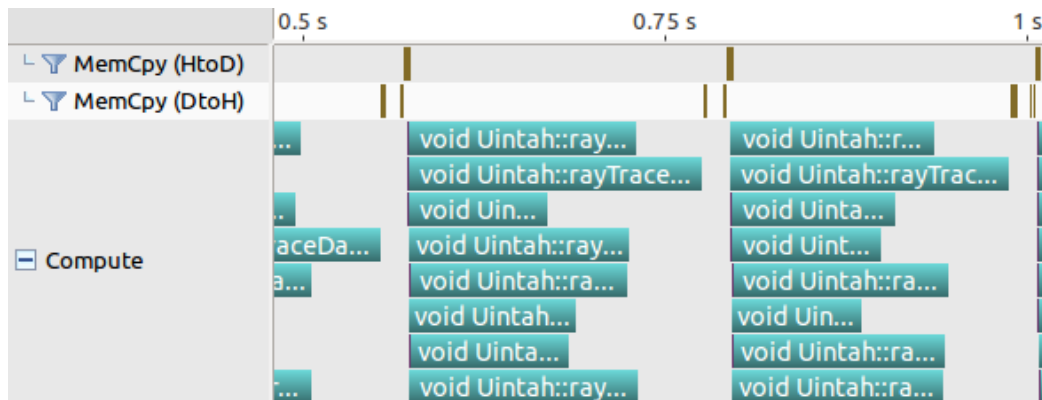 0.5 s 0.75 s 1 s
MemCpy (HtoD)
MemCpy (DtoH)
... void Uintah::ray... void Uintah::r...
void Uintah::rayTrace... void Uintah::rayTrac...
.. void Uin... void Uinta...
aceDa... void Uintah::ray... void Uint...
Compute
a... void Uintah::ra... void Uintah::ra...
void Uintah... void Uin...
void Uinta... void Uintah::ra...
r... void Uintah::ray... void Uintah::ra...